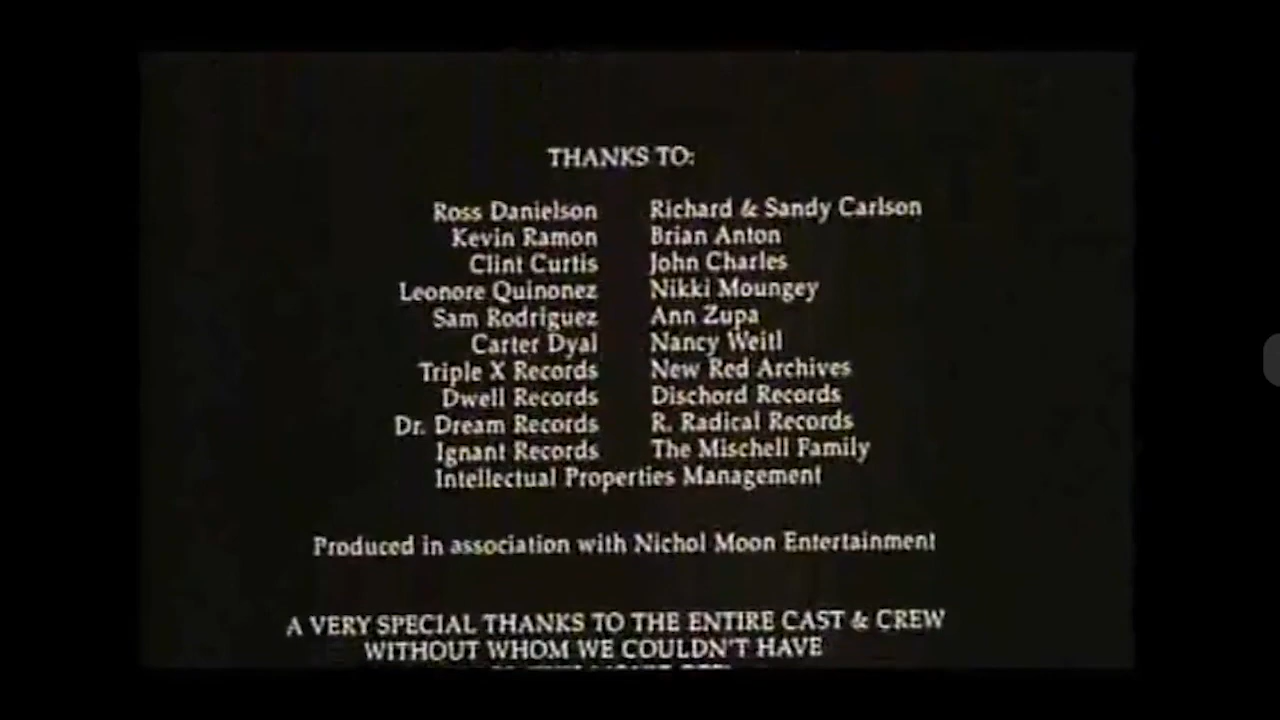 THANKS TO:
Ross Danielson Richard & Sandy Carlson
Kevin Ramon Brian Anton
Clint Curtis John Charles
Leonore Quinonez Nikki Moungey
Sam Rodriguez Ann Zupa
Carter Dyal Nancy Weitl
Triple X Records New Red Archives
Dwell Records Dischord Records
Dr. Dream Records R. Radical Records
Ignant Records The Mischell Family
Intellectual Properties Management
Produced in association with Nichol Moon Entertainment
A VERY SPECIAL THANKS TO THE ENTIRE CAST & CREW
WITHOUT WHOM WE COULDN'T HAVE